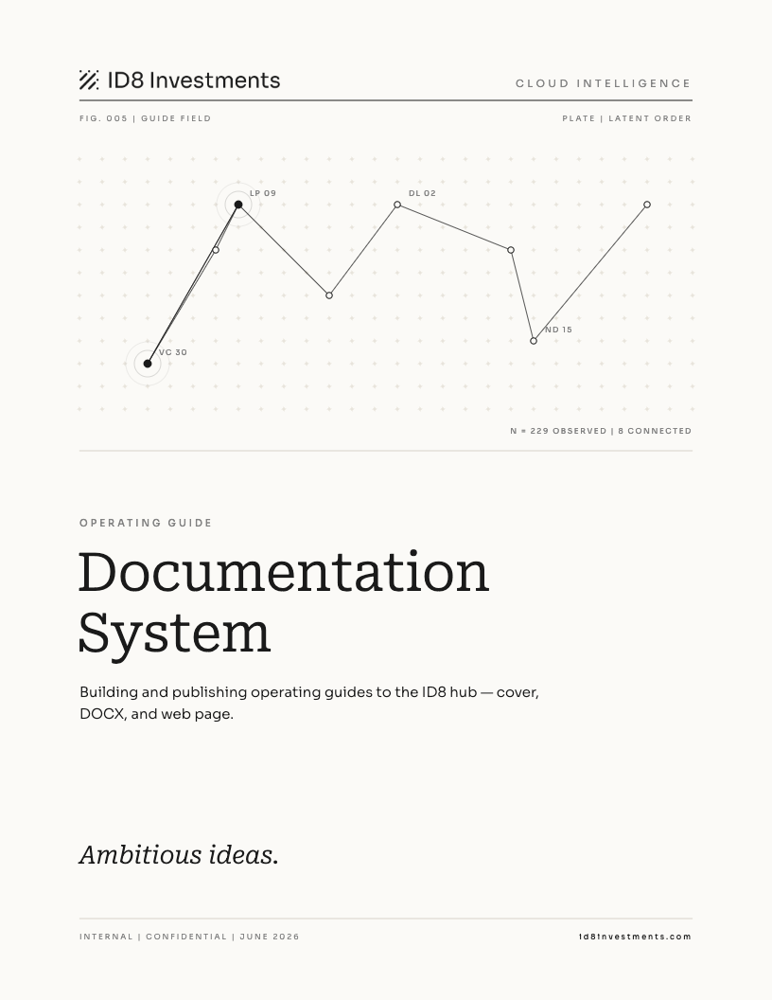 ID8 Investments
CLOUD INTELLIGENCE
FIG. 005 | GUIDE FIELD
PLATE | LATENT ORDER
LP 09
DL 02
ND 15
VC 30
N = 229 OBSERVED | 8 CONNECTED
OPERATING GUIDE
Documentation
System
Building and publishing operating guides to the ID8 hub — cover,
DOCX, and web page.
Ambitious ideas.
INTERNAL | CONFIDENTIAL | JUNE 2026
id8investments.com